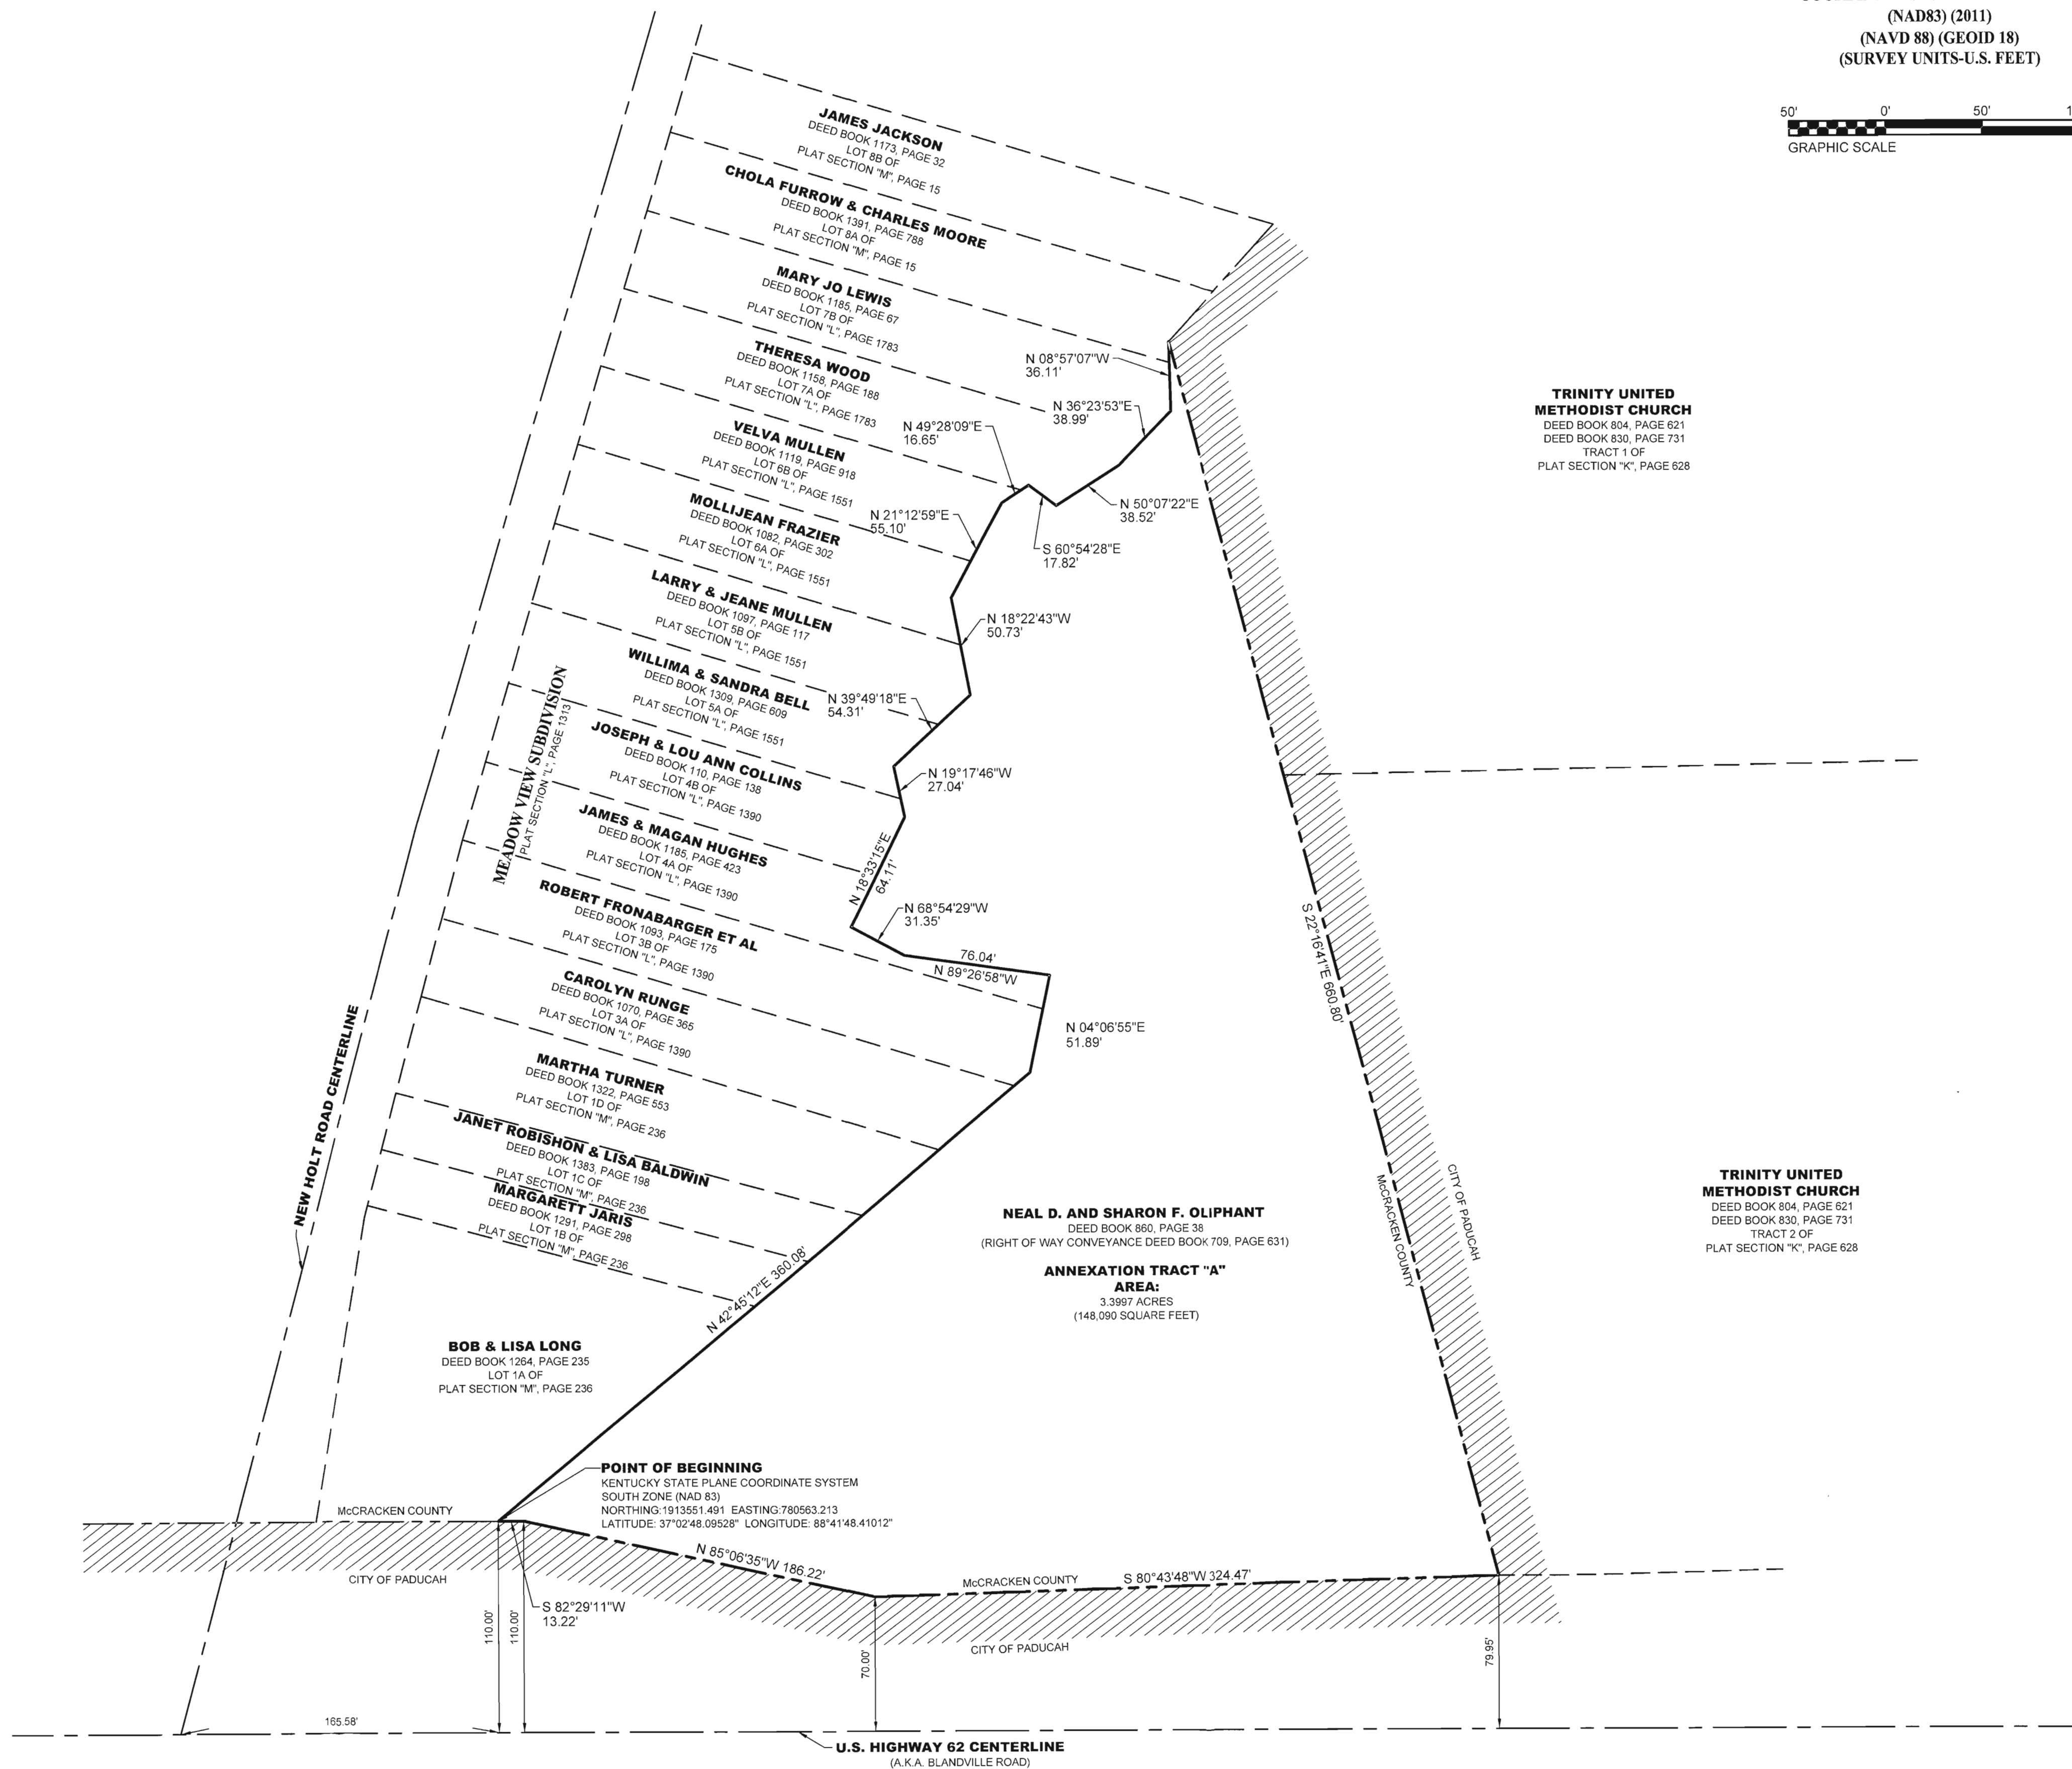 (NAD83) (2011)
(NAVD 88) (GEOID 18)
(SURVEY UNITS-U.S. FEET)
50' 0' 50'
GRAPHIC SCALE
JAMES JACKSON
DEED BOOK 1173, PAGE 32
LOT 8B OF
PLAT SECTION "M", PAGE 15
CHOLA FURROW & CHARLES MOORE
DEED BOOK 1391, PAGE 788
LOT 8A OF
PLAT SECTION "M", PAGE 15
MARY JO LEWIS
DEED BOOK 1185, PAGE 67
LOT 7B OF
PLAT SECTION "L", PAGE 1783
THERESA WOOD
DEED BOOK 1158, PAGE 188
LOT 7A OF
PLAT SECTION "L", PAGE 1783
VELVA MULLEN
DEED BOOK 1119, PAGE 918
LOT 6B OF
PLAT SECTION "L", PAGE 1551
MOLLIJEAN FRAZIER
DEED BOOK 1082, PAGE 302
LOT 6A OF
PLAT SECTION "L", PAGE 1551
LARRY & JEANE MULLEN
DEED BOOK 1097, PAGE 117
LOT 5B OF
PLAT SECTION "L", PAGE 1551
WILLIMA & SANDRA BELL
DEED BOOK 1309, PAGE 609
LOT 5A OF
PLAT SECTION "L", PAGE 1551
JOSEPH & LOU ANN COLLINS
DEED BOOK 110, PAGE 138
LOT 4B OF
PLAT SECTION "L", PAGE 1390
JAMES & MAGAN HUGHES
DEED BOOK 1185, PAGE 423
LOT 4A OF
PLAT SECTION "L", PAGE 1390
ROBERT FRONABARGER ET AL
DEED BOOK 1093, PAGE 175
LOT 3B OF
PLAT SECTION "L", PAGE 1390
CAROLYN RUNGE
DEED BOOK 1070, PAGE 365
LOT 3A OF
PLAT SECTION "L", PAGE 1390
MARTHA TURNER
DEED BOOK 1322, PAGE 553
LOT 1D OF
PLAT SECTION "M", PAGE 236
JANET ROBISHON & LISA BALDWIN
DEED BOOK 1383, PAGE 198
LOT 1C OF
PLAT SECTION "M", PAGE 236
MARGARETT JARIS
DEED BOOK 1291, PAGE 298
LOT 1B OF
PLAT SECTION "M", PAGE 236
BOB & LISA LONG
DEED BOOK 1264, PAGE 235
LOT 1A OF
PLAT SECTION "M", PAGE 236
MEADOW VIEW SUBDIVISION
PLAT SECTION "L", PAGE 1313
NEW HOLT ROAD CENTERLINE
N 08°57'07"W
36.11'
N 36°23'53"E
38.99'
N 49°28'09"E
16.65'
N 50°07'22"E
38.52'
N 21°12'59"E
55.10'
S 60°54'28"E
17.82'
N 18°22'43"W
50.73'
N 39°49'18"E
54.31'
N 19°17'46"W
27.04'
N 18°33'15"E
64.11'
N 68°54'29"W
31.35'
76.04'
N 89°26'58"W
N 04°06'55"E
51.89'
N 42°45'12"E 360.08'
S 22°16'41"E 660.80'
McCRACKEN COUNTY
CITY OF PADUCAH
TRINITY UNITED
METHODIST CHURCH
DEED BOOK 804, PAGE 621
DEED BOOK 830, PAGE 731
TRACT 1 OF
PLAT SECTION "K", PAGE 628
TRINITY UNITED
METHODIST CHURCH
DEED BOOK 804, PAGE 621
DEED BOOK 830, PAGE 731
TRACT 2 OF
PLAT SECTION "K", PAGE 628
NEAL D. AND SHARON F. OLIPHANT
DEED BOOK 860, PAGE 38
(RIGHT OF WAY CONVEYANCE DEED BOOK 709, PAGE 631)
ANNEXATION TRACT "A"
AREA:
3.3997 ACRES
(148,090 SQUARE FEET)
POINT OF BEGINNING
KENTUCKY STATE PLANE COORDINATE SYSTEM
SOUTH ZONE (NAD 83)
NORTHING:1913551.491 EASTING:780563.213
LATITUDE: 37°02'48.09528" LONGITUDE: 88°41'48.41012"
McCRACKEN COUNTY
CITY OF PADUCAH
S 82°29'11"W
13.22'
N 85°06'35"W 186.22'
McCRACKEN COUNTY
S 80°43'48"W 324.47'
CITY OF PADUCAH
110.00'
110.00'
70.00'
79.95'
165.58'
U.S. HIGHWAY 62 CENTERLINE
(A.K.A. BLANDVILLE ROAD)